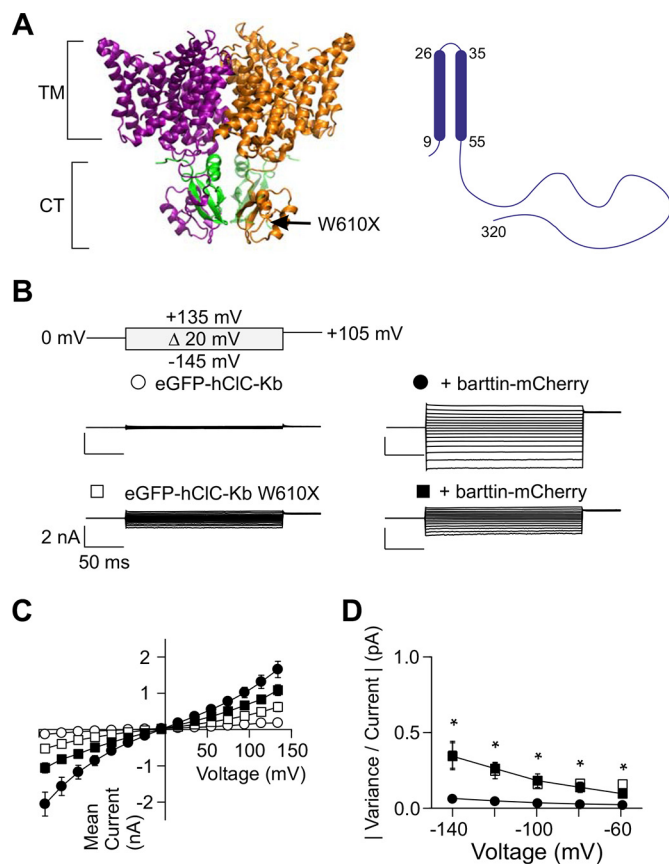 A
TM
CT
W610X
26
35
9
55
320
B
+135 mV
0 mV
Δ 20 mV
+105 mV
-145 mV
eGFP-hClC-Kb
+ barttin-mCherry
eGFP-hClC-Kb W610X
+ barttin-mCherry
2 nA
50 ms
C
2
1
-1
-2
50
100
150
Voltage (mV)
Mean
Current
(nA)
D
| Variance / Current | (pA)
1.0
0.5
0.0
* * * * *
-140
-100
-60
Voltage (mV)